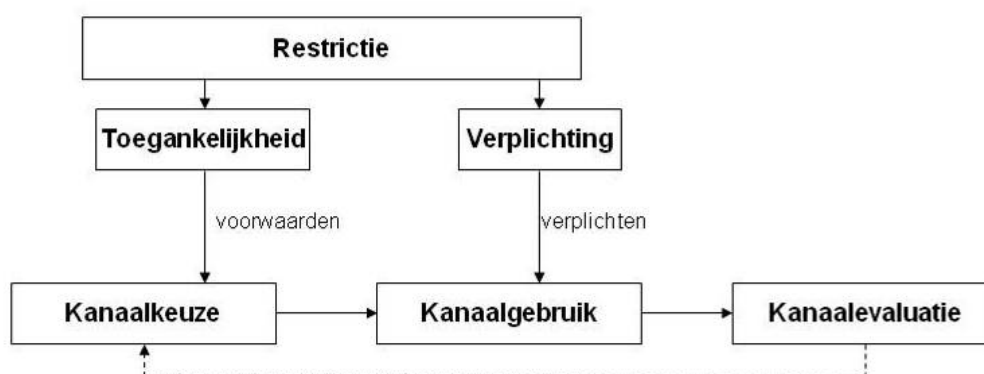 Restrictie
Toegankelijkheid
Verplichting
voorwaarden
verplichten
Kanaalkeuze
Kanaalgebruik
Kanaalevaluatie